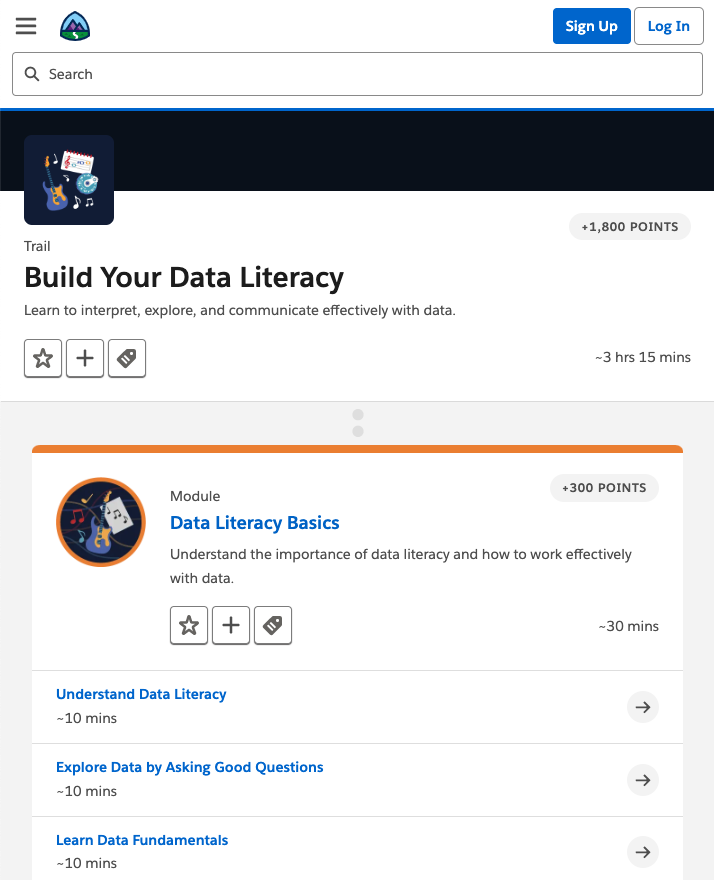 Sign Up
Log In
Search
+1,800 POINTS
Trail
Build Your Data Literacy
Learn to interpret, explore, and communicate effectively with data.
~3 hrs 15 mins
+300 POINTS
Module
Data Literacy Basics
Understand the importance of data literacy and how to work effectively
with data.
~30 mins
Understand Data Literacy
~10 mins
Explore Data by Asking Good Questions
~10 mins
Learn Data Fundamentals
~10 mins